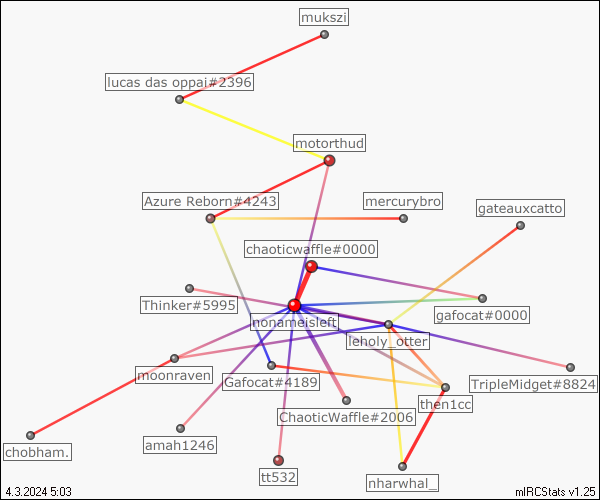 mukszi
lucas das oppai#2396
motorthud
Azure Reborn#4243
mercurybro
gateauxcatto
chaoticwaffle#0000
Thinker#5995
gafocat#0000
nonameisleft
leholy_otter
moonraven
Gafocat#4189
TripleMidget#8824
then1cc
ChaoticWaffle#2006
amah1246
chobham.
tt532
nharwhal_
4.3.2024 5:03
mIRCStats v1.25